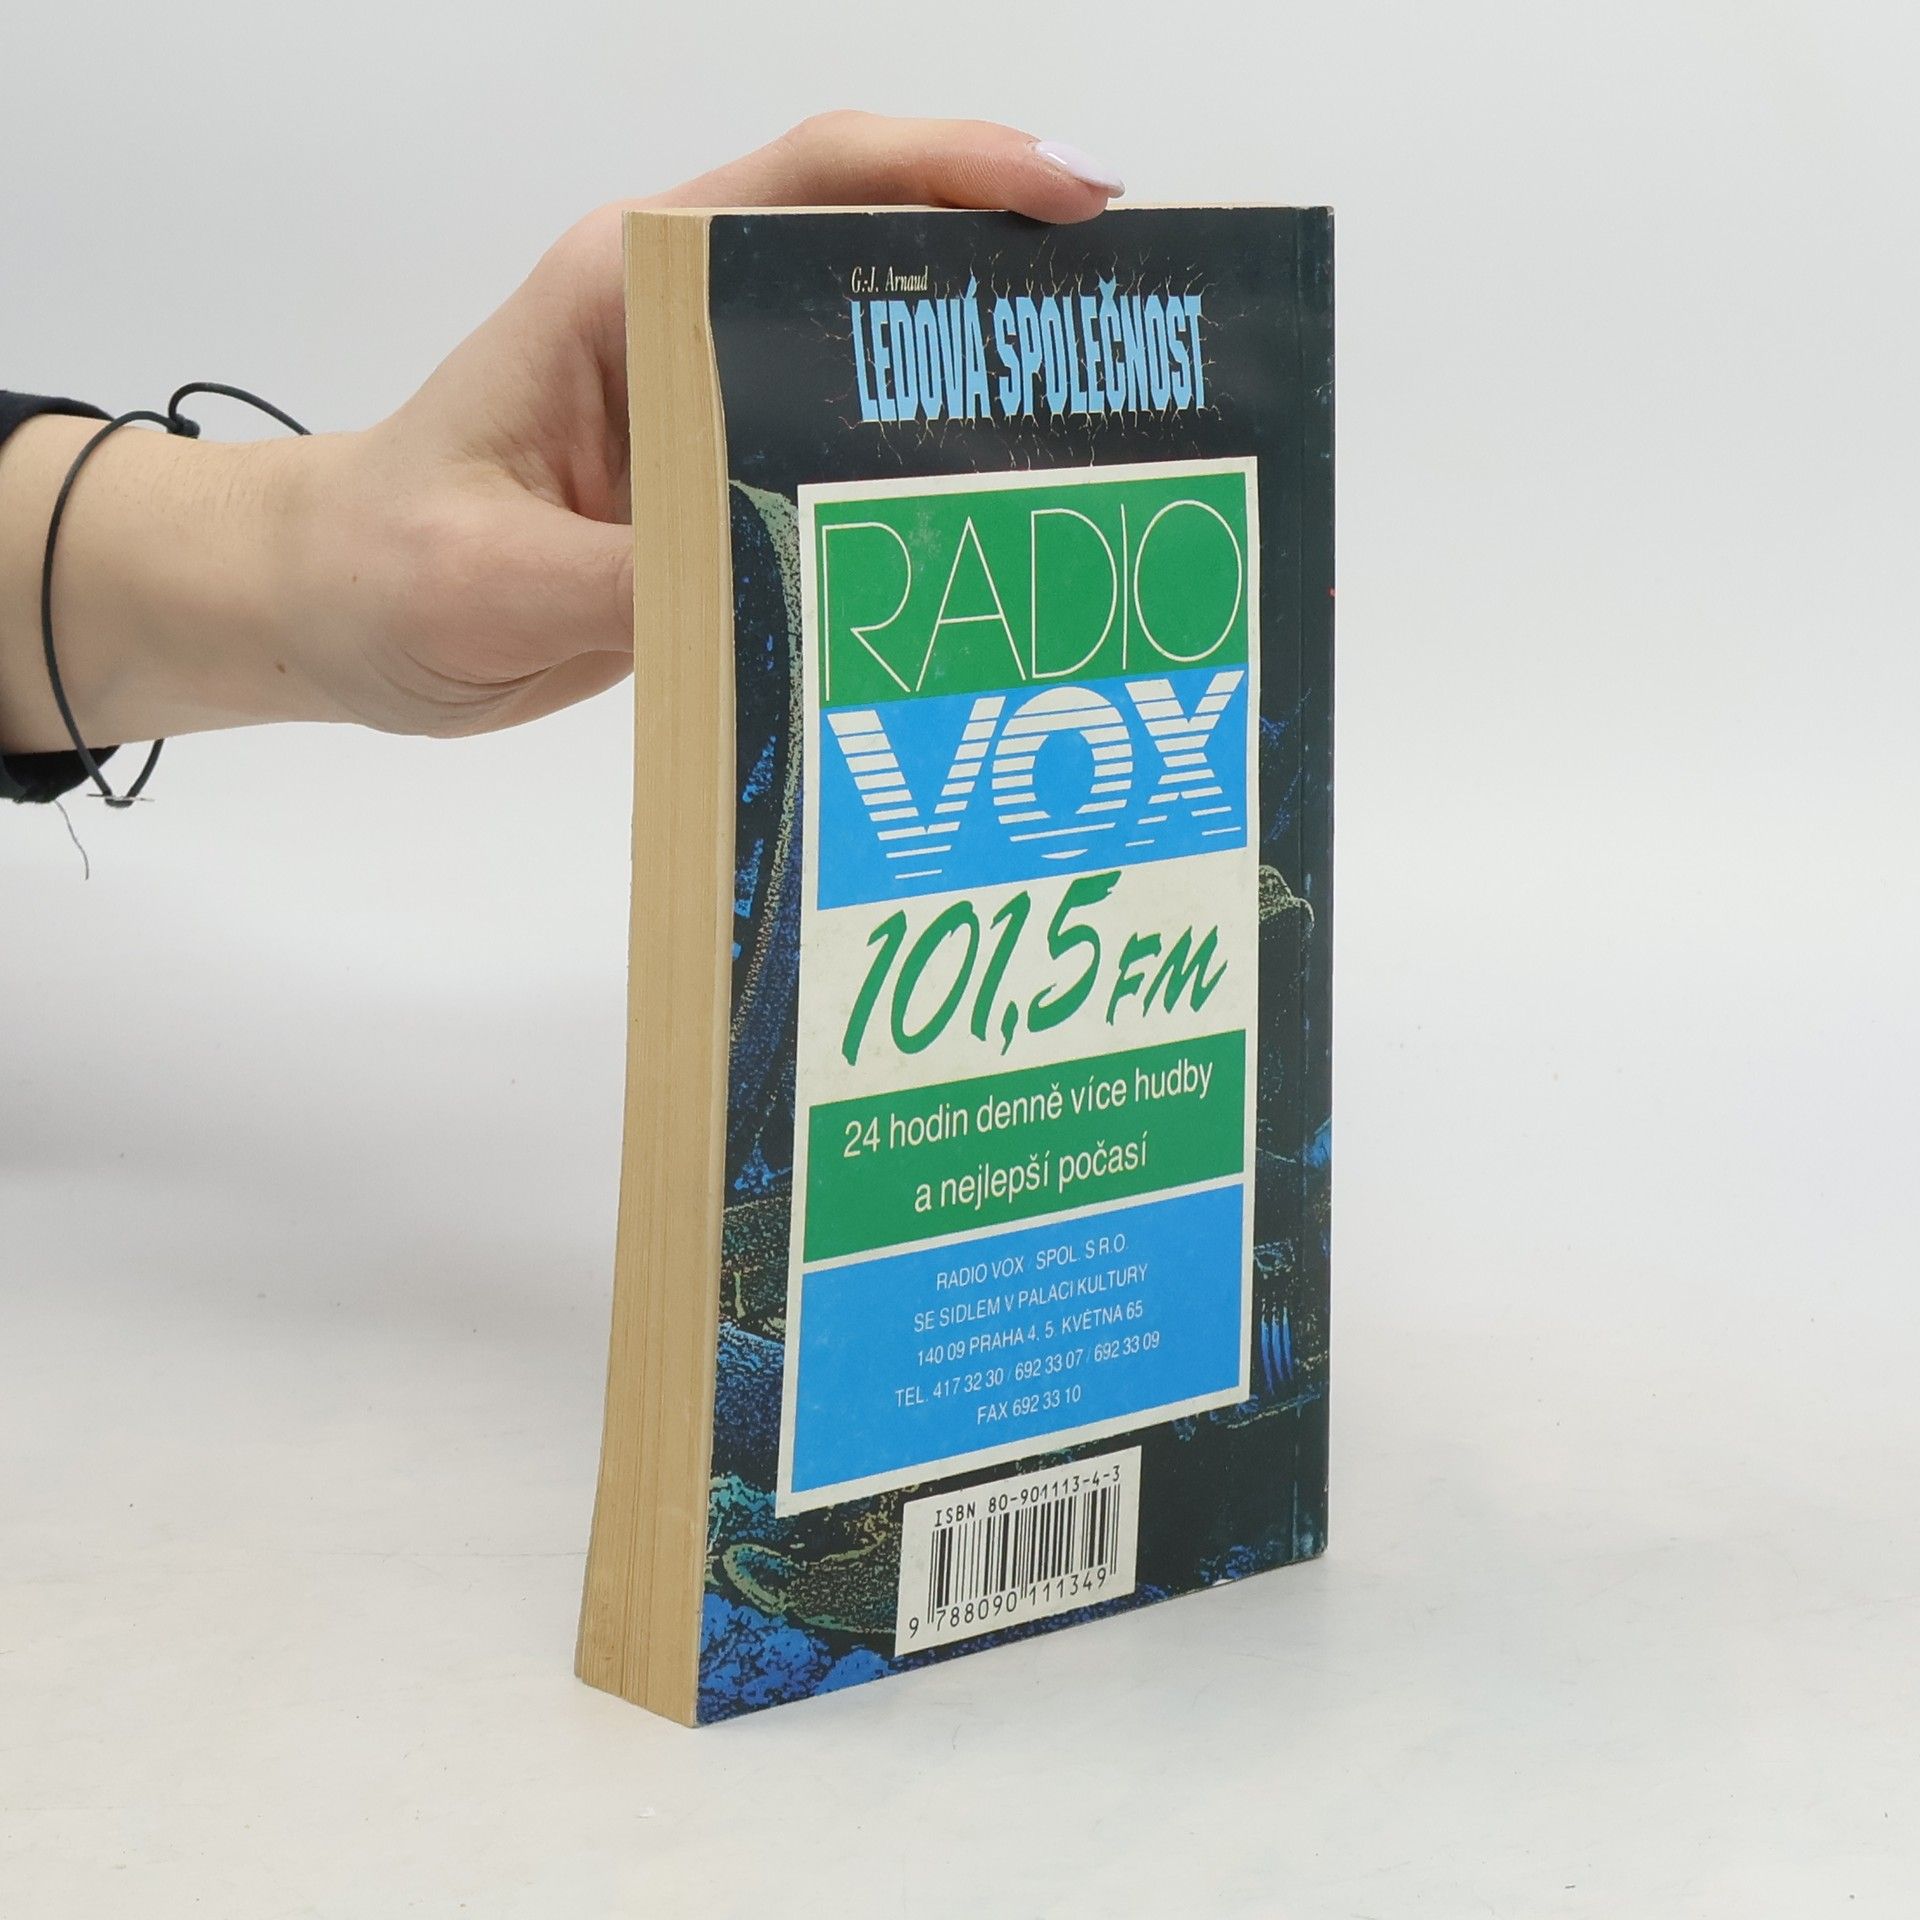 G.-J. Arnaud
LEDOVÁ SPOLEČNOST
RADIO
VOX
101,5 FM
24 hodin denně více hudby
a nejlepší počasí
RADIO VOX SPOL. S R.O.
SE SIDLEM V PALACI KULTURY
140 09 PRAHA 4, 5. KVĚTNA 65
TEL. 417 32 30 / 692 33 07 / 692 33 09
FAX 692 33 10
ISBN 80-901113-4-3
9 788090 111349